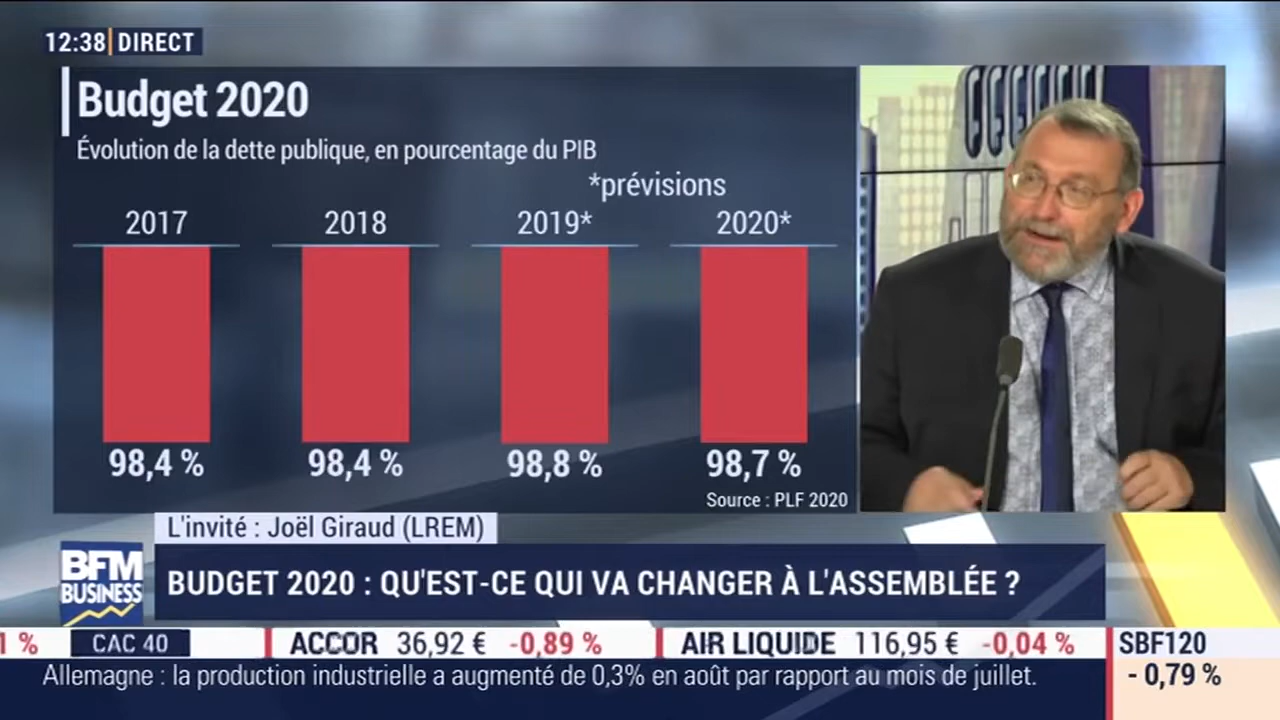 12:38 DIRECT
Budget 2020
Évolution de la dette publique, en pourcentage du PIB
*prévisions
2017 2018 2019* 2020*
98,4 % 98,4 % 98,8 % 98,7 %
Source : PLF 2020
L'invité : Joël Giraud (LREM)
BFM
BUSINESS
BUDGET 2020 : QU'EST-CE QUI VA CHANGER À L'ASSEMBLÉE ?
1 % CAC 40 ACCOR 36,92 € -0,89 % AIR LIQUIDE 116,95 € -0,04 % SBF120
- 0,79 %
Allemagne : la production industrielle a augmenté de 0,3% en août par rapport au mois de juillet.